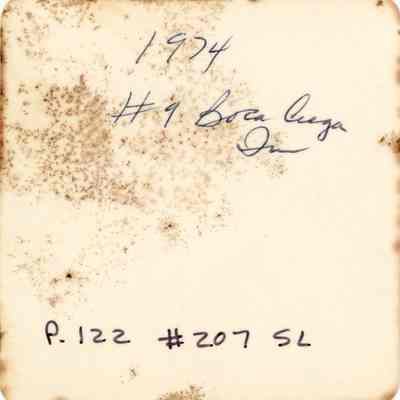 1974
#9 Boca Ciega
Inn
P. 122 #207 SL